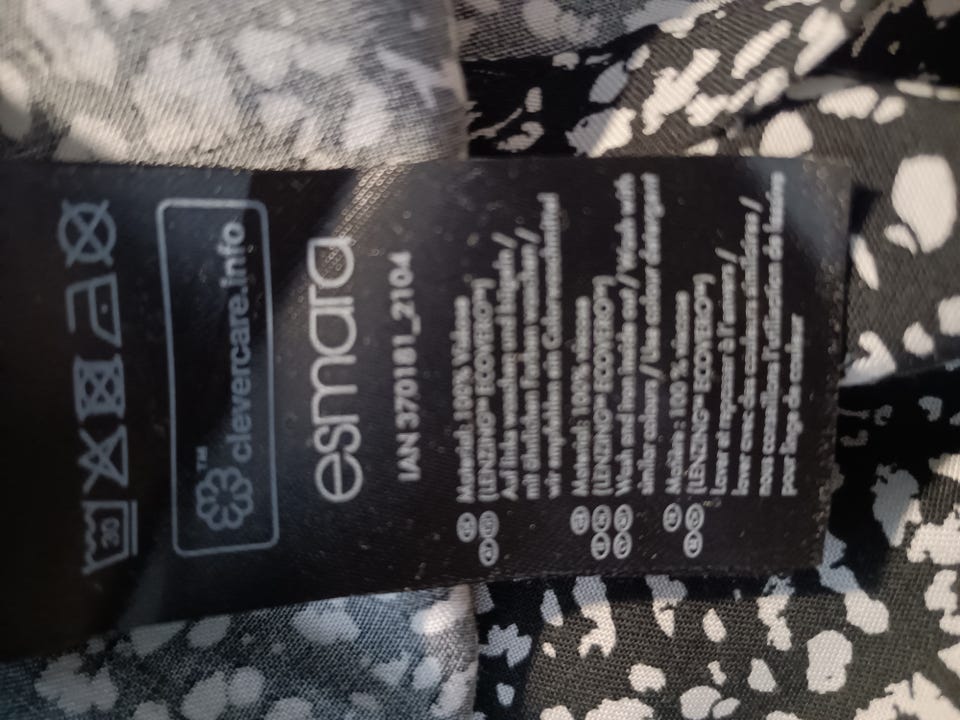 30
clevercare.info
™
esmara
IAN 370181_2104
Material: 100% Viskose
(LENZING™ ECOVERO™)
Auf links waschen und bügeln /
mit ähnlichen Farben waschen /
wir empfehlen ein Colorwaschmittel
Material: 100% viscose
(LENZING™ ECOVERO™)
Wash and iron inside out / Wash with
similar colours / Use colour detergent
Matière : 100 % viscose
(LENZING™ ECOVERO™)
Laver et repasser à l'envers /
laver avec des couleurs similaires /
nous conseillons l'utilisation de lessive
pour linge de couleur